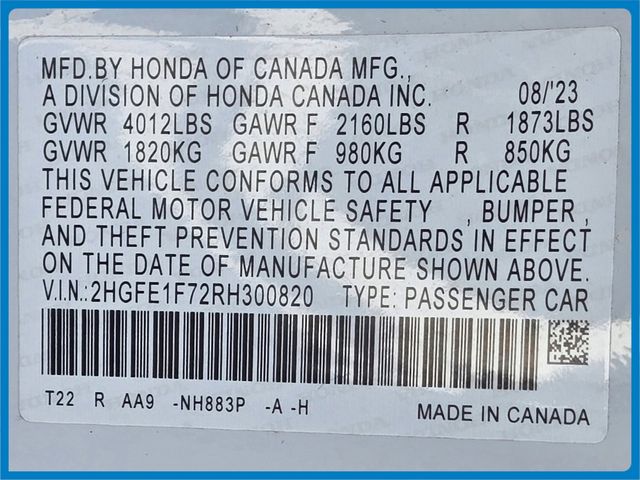 MFD.BY HONDA OF CANADA MFG.,
A DIVISION OF HONDA CANADA INC. 08/'23
GVWR 4012LBS GAWR F 2160LBS R 1873LBS
GVWR 1820KG GAWR F 980KG R 850KG
THIS VEHICLE CONFORMS TO ALL APPLICABLE
FEDERAL MOTOR VEHICLE SAFETY , BUMPER ,
AND THEFT PREVENTION STANDARDS IN EFFECT
ON THE DATE OF MANUFACTURE SHOWN ABOVE.
V.I.N.:2HGFE1F72RH300820 TYPE: PASSENGER CAR
T22 R AA9 -NH883P -A -H MADE IN CANADA